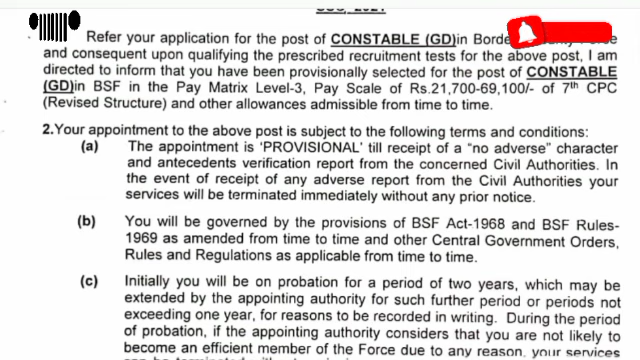 Refer your application for the post of CONSTABLE (GD)in
and consequent upon qualifying the prescribed recruitment tests for the above post, I am
directed to inform that you have been provisionally selected for the post of CONSTABLE
(GD)in BSF in the Pay Matrix Level-3, Pay Scale of Rs.21,700-69,100/- of 7th CPC
(Revised Structure) and other allowances admissible from time to time.
2.Your appointment to the above post is subject to the following terms and conditions:
(a) The appointment is 'PROVISIONAL' till receipt of a "no adverse" character
and antecedents verification report from the concerned Civil Authorities. In
the event of receipt of any adverse report from the Civil Authorities your
services will be terminated immediately without any prior notice.
(b) You will be governed by the provisions of BSF Act-1968 and BSF Rules-
1969 as amended from time to time and other Central Government Orders,
Rules and Regulations as applicable from time to time.
(c) Initially you will be on probation for a period of two years, which may be
extended by the appointing authority for such further period or periods not
exceeding one year, for reasons to be recorded in writing. During the period
of probation, if the appointing authority considers that you are not likely to
become an efficient member of the Force due to any reason, your services